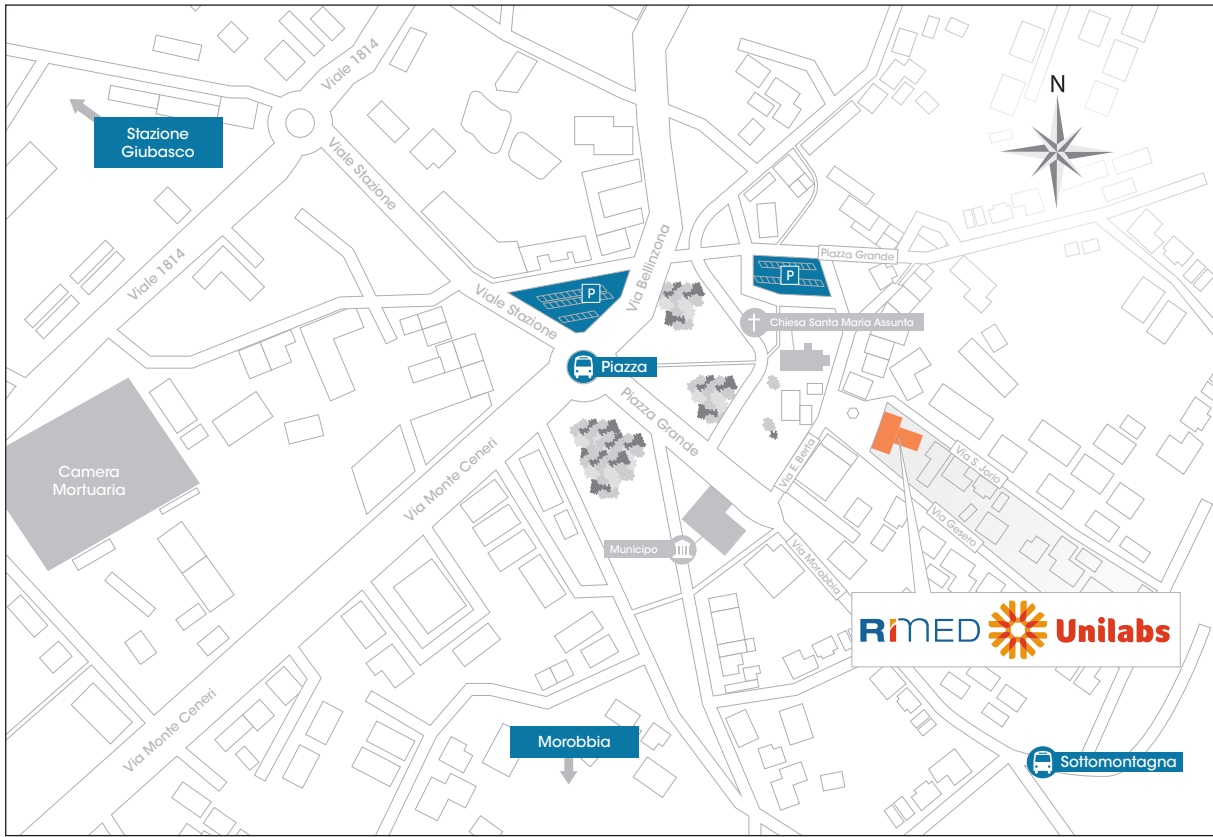 Viale 1814
N
Stazione
Giubasco
Viale Stazione
Via Bellinzona
Piazza Grande
P
Viale 1814
P
Viale Stazione
Chiesa Santa Maria Assunta
Piazza
Piazza Grande
Via E.Berta
Via S. Jorio
Camera
Mortuaria
Via Monte Ceneri
Via Gesero
Municipo
Via Morobbia
RiMED Unilabs
Via Monte Ceneri
Morobbia
Sottomontagna